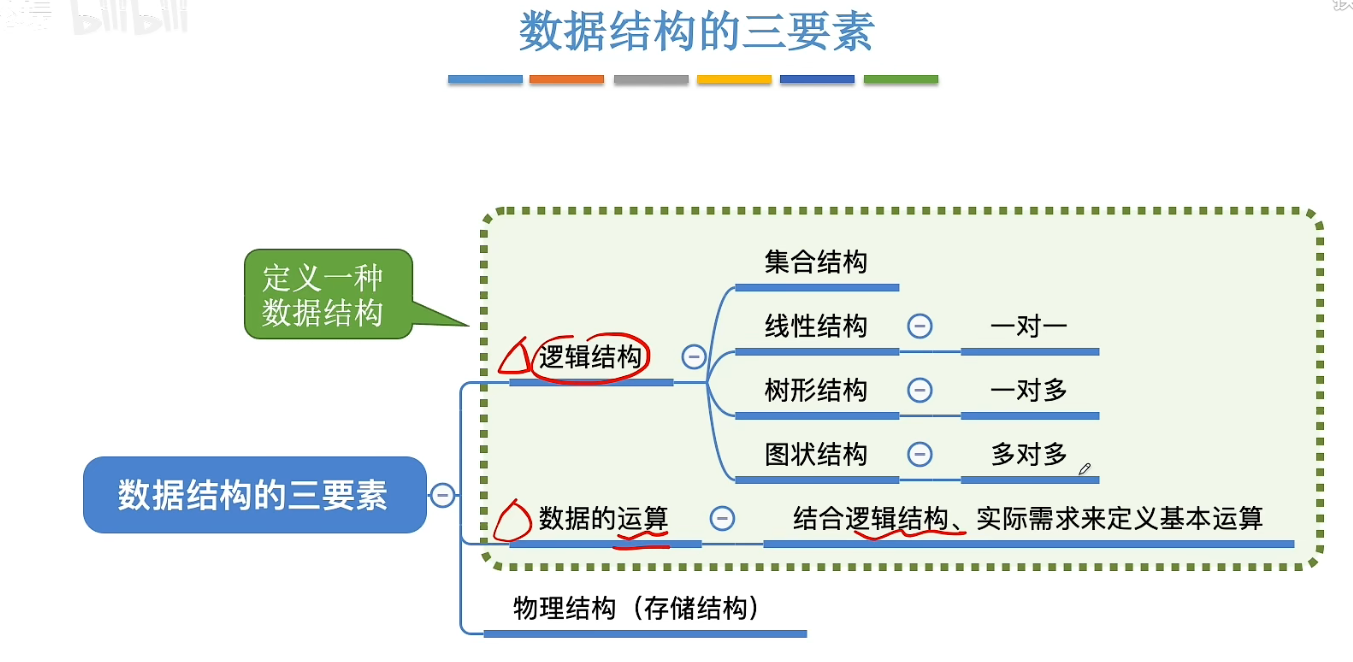 bilibili
数据结构的三要素
定义一种
数据结构
集合结构
线性结构
一对一
逻辑结构
树形结构
一对多
图状结构
多对多
数据结构的三要素
数据的运算
结合逻辑结构、实际需求来定义基本运算
物理结构（存储结构）